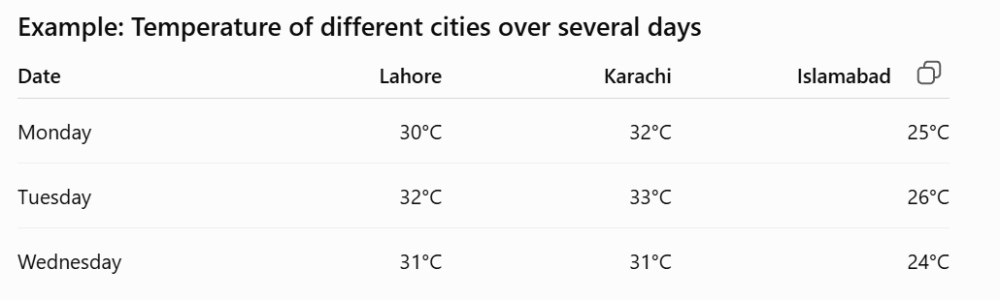 Example: Temperature of different cities over several days
Date Lahore Karachi Islamabad
Monday 30°C 32°C 25°C
Tuesday 32°C 33°C 26°C
Wednesday 31°C 31°C 24°C